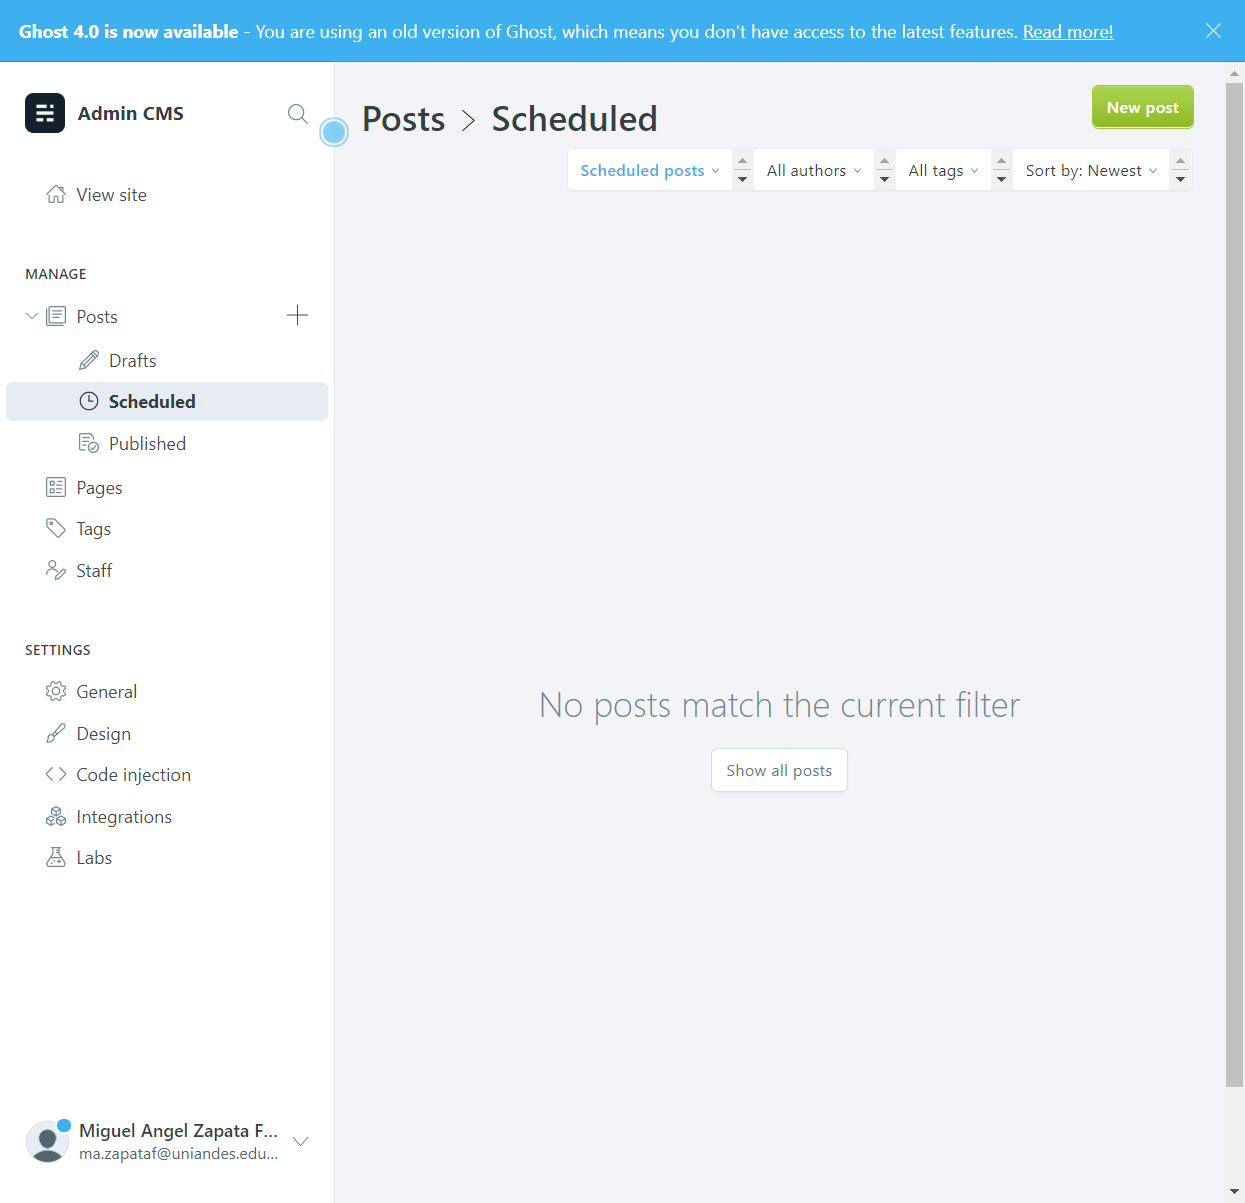 Ghost 4.0 is now available - You are using an old version of Ghost, which means you don't have access to the latest features. Read more!
Admin CMS
View site
MANAGE
Posts
Drafts
Scheduled
Published
Pages
Tags
Staff
SETTINGS
General
Design
Code injection
Integrations
Labs
Miguel Angel Zapata F...
ma.zapataf@uniandes.edu...
Posts > Scheduled
New post
Scheduled posts All authors All tags Sort by: Newest
No posts match the current filter
Show all posts